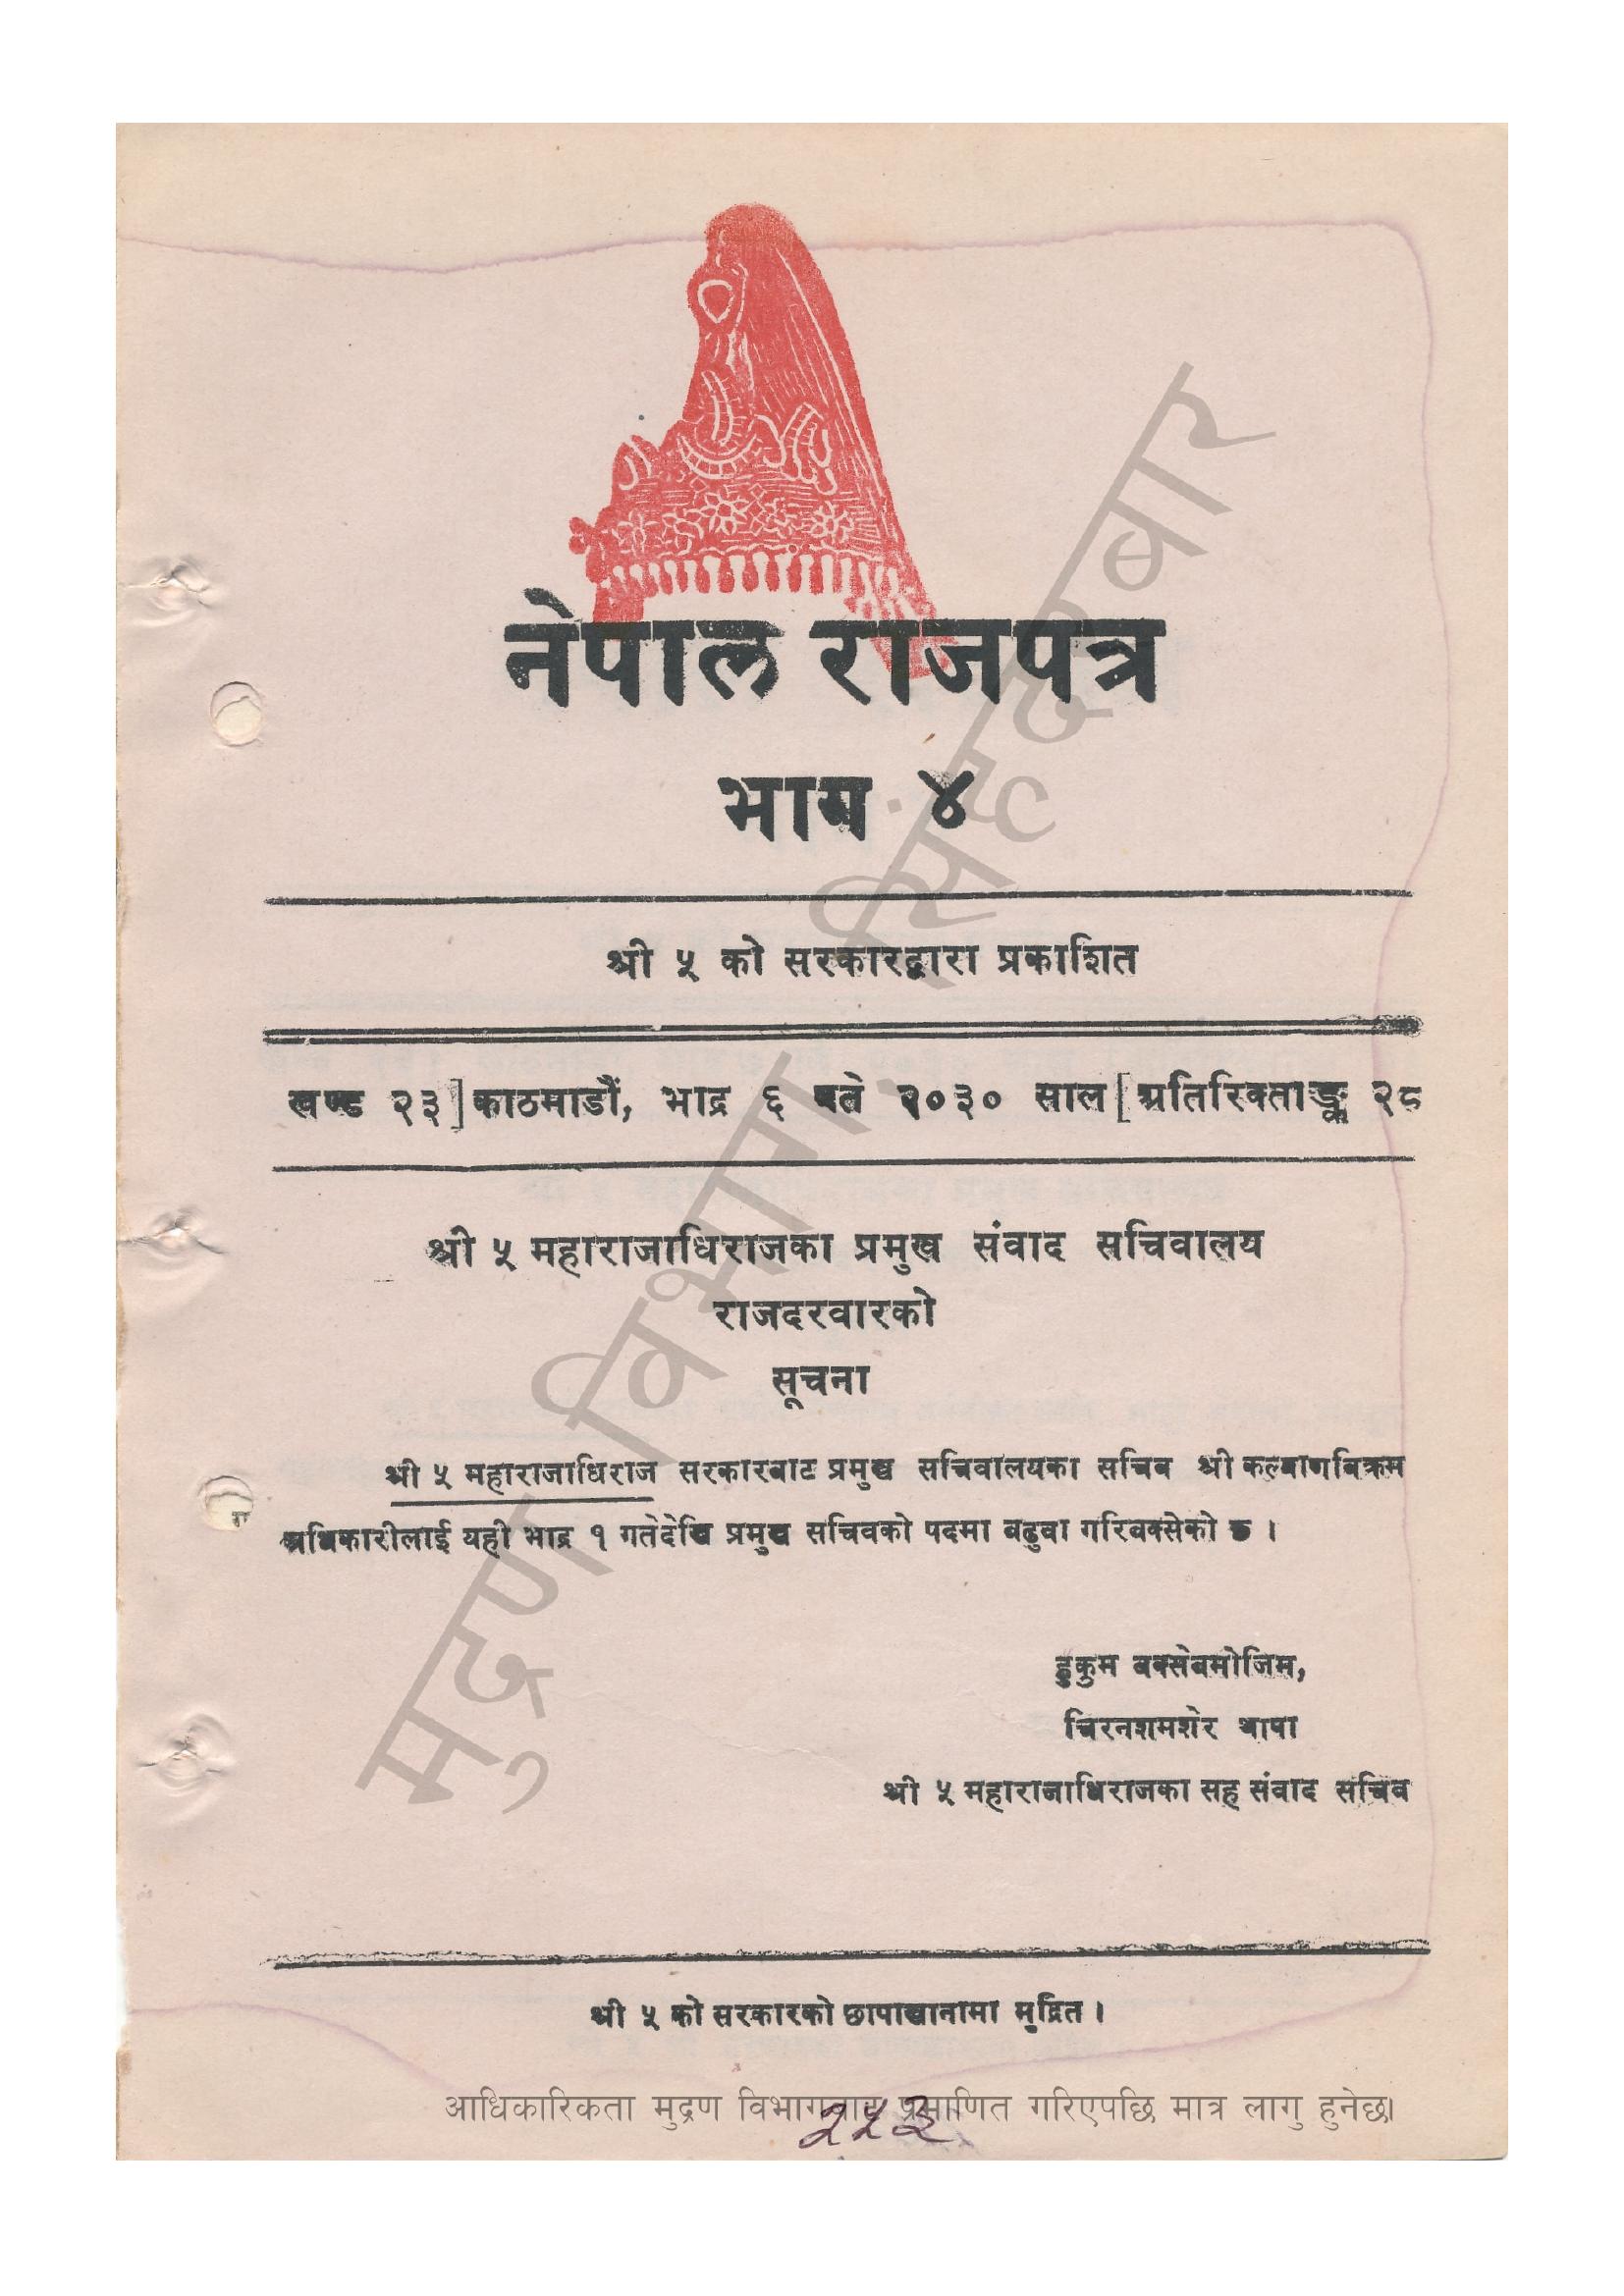 नेपाल राजपत्र
भाग ४
श्री ५ को सरकारद्वारा प्रकाशित
खण्ड २३] काठमाडौं, भाद्र ६ गते २०३० साल [अतिरिक्ताङ्क २८
श्री ५ महाराजाधिराजका प्रमुख संवाद सचिवालय
राजदरवारको
सूचना
श्री ५ महाराजाधिराज सरकारबाट प्रमुख सचिवालयका सचिव श्री कल्याणविक्रम
अधिकारीलाई यही भाद्र १ गतेदेखि प्रमुख सचिवको पदमा बढुवा गरिबक्सेको छ ।
हुकुम बक्सेबमोजिम,
चिरनशमशेर थापा
श्री ५ महाराजाधिराजका सह संवाद सचिव
श्री ५ को सरकारको छापाखानामा मुद्रित ।
मुद्रण विभाग, सिंहदरबार
आधिकारिकता मुद्रण विभागबाट प्रमाणित गरिएपछि मात्र लागु हुनेछ।